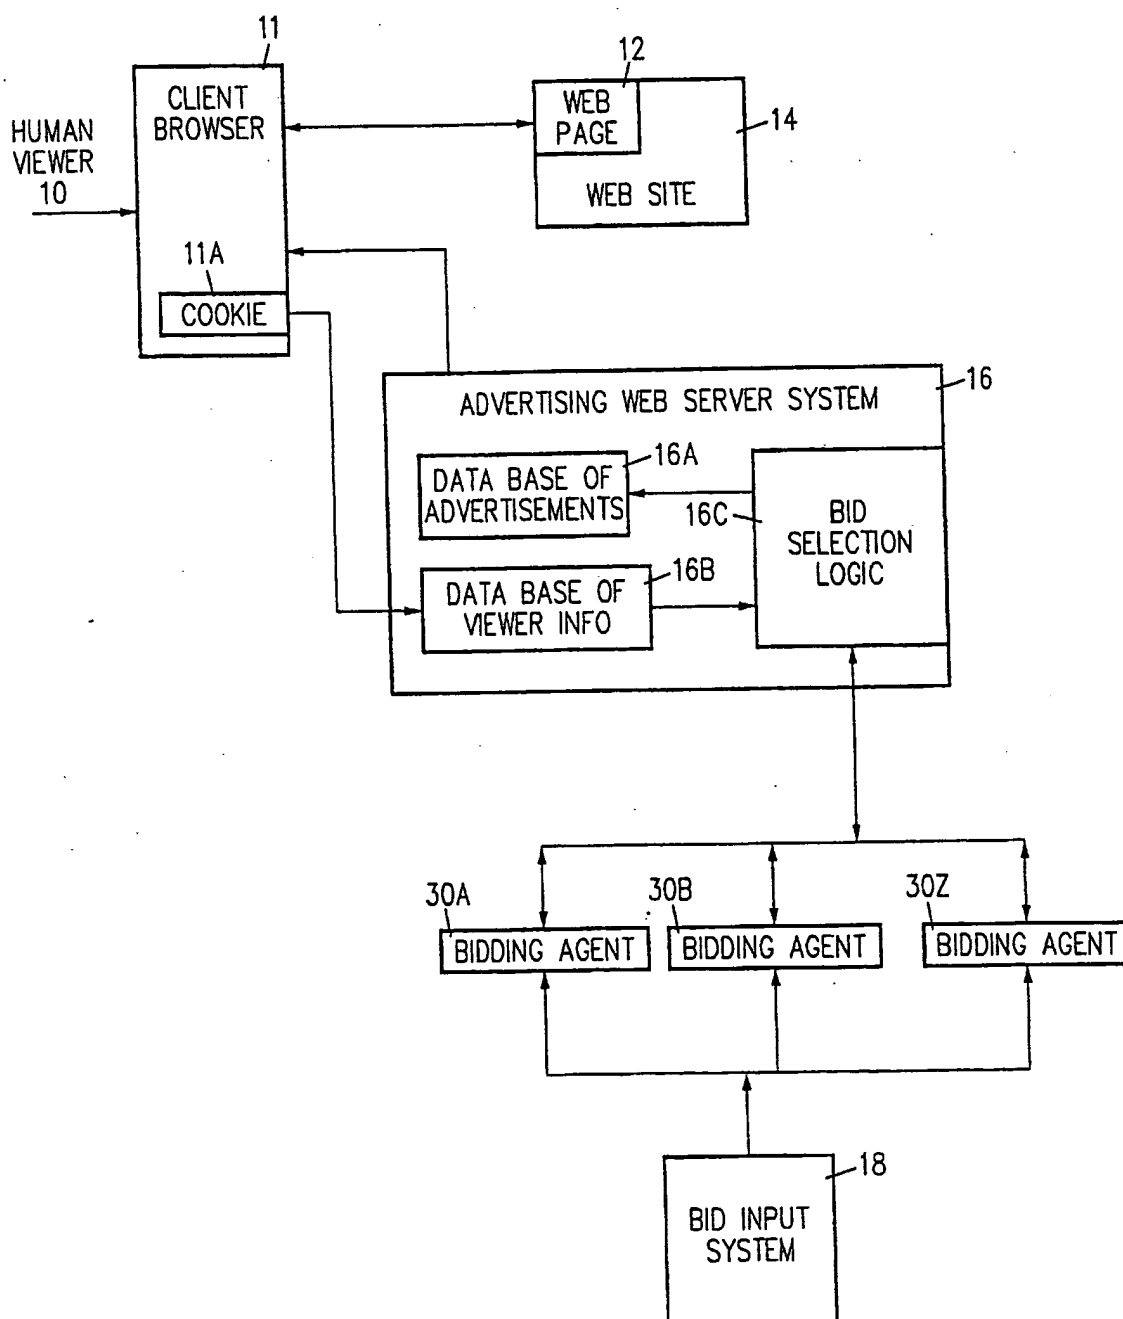 11
CLIENT
BROWSER
HUMAN
VIEWER
10
11A
COOKIE
12
WEB
PAGE
14
WEB SITE
16
ADVERTISING WEB SERVER SYSTEM
16A
DATA BASE OF
ADVERTISEMENTS
16C
BID
SELECTION
LOGIC
16B
DATA BASE OF
VIEWER INFO
30A
BIDDING AGENT
30B
BIDDING AGENT
30Z
BIDDING AGENT
18
BID INPUT
SYSTEM